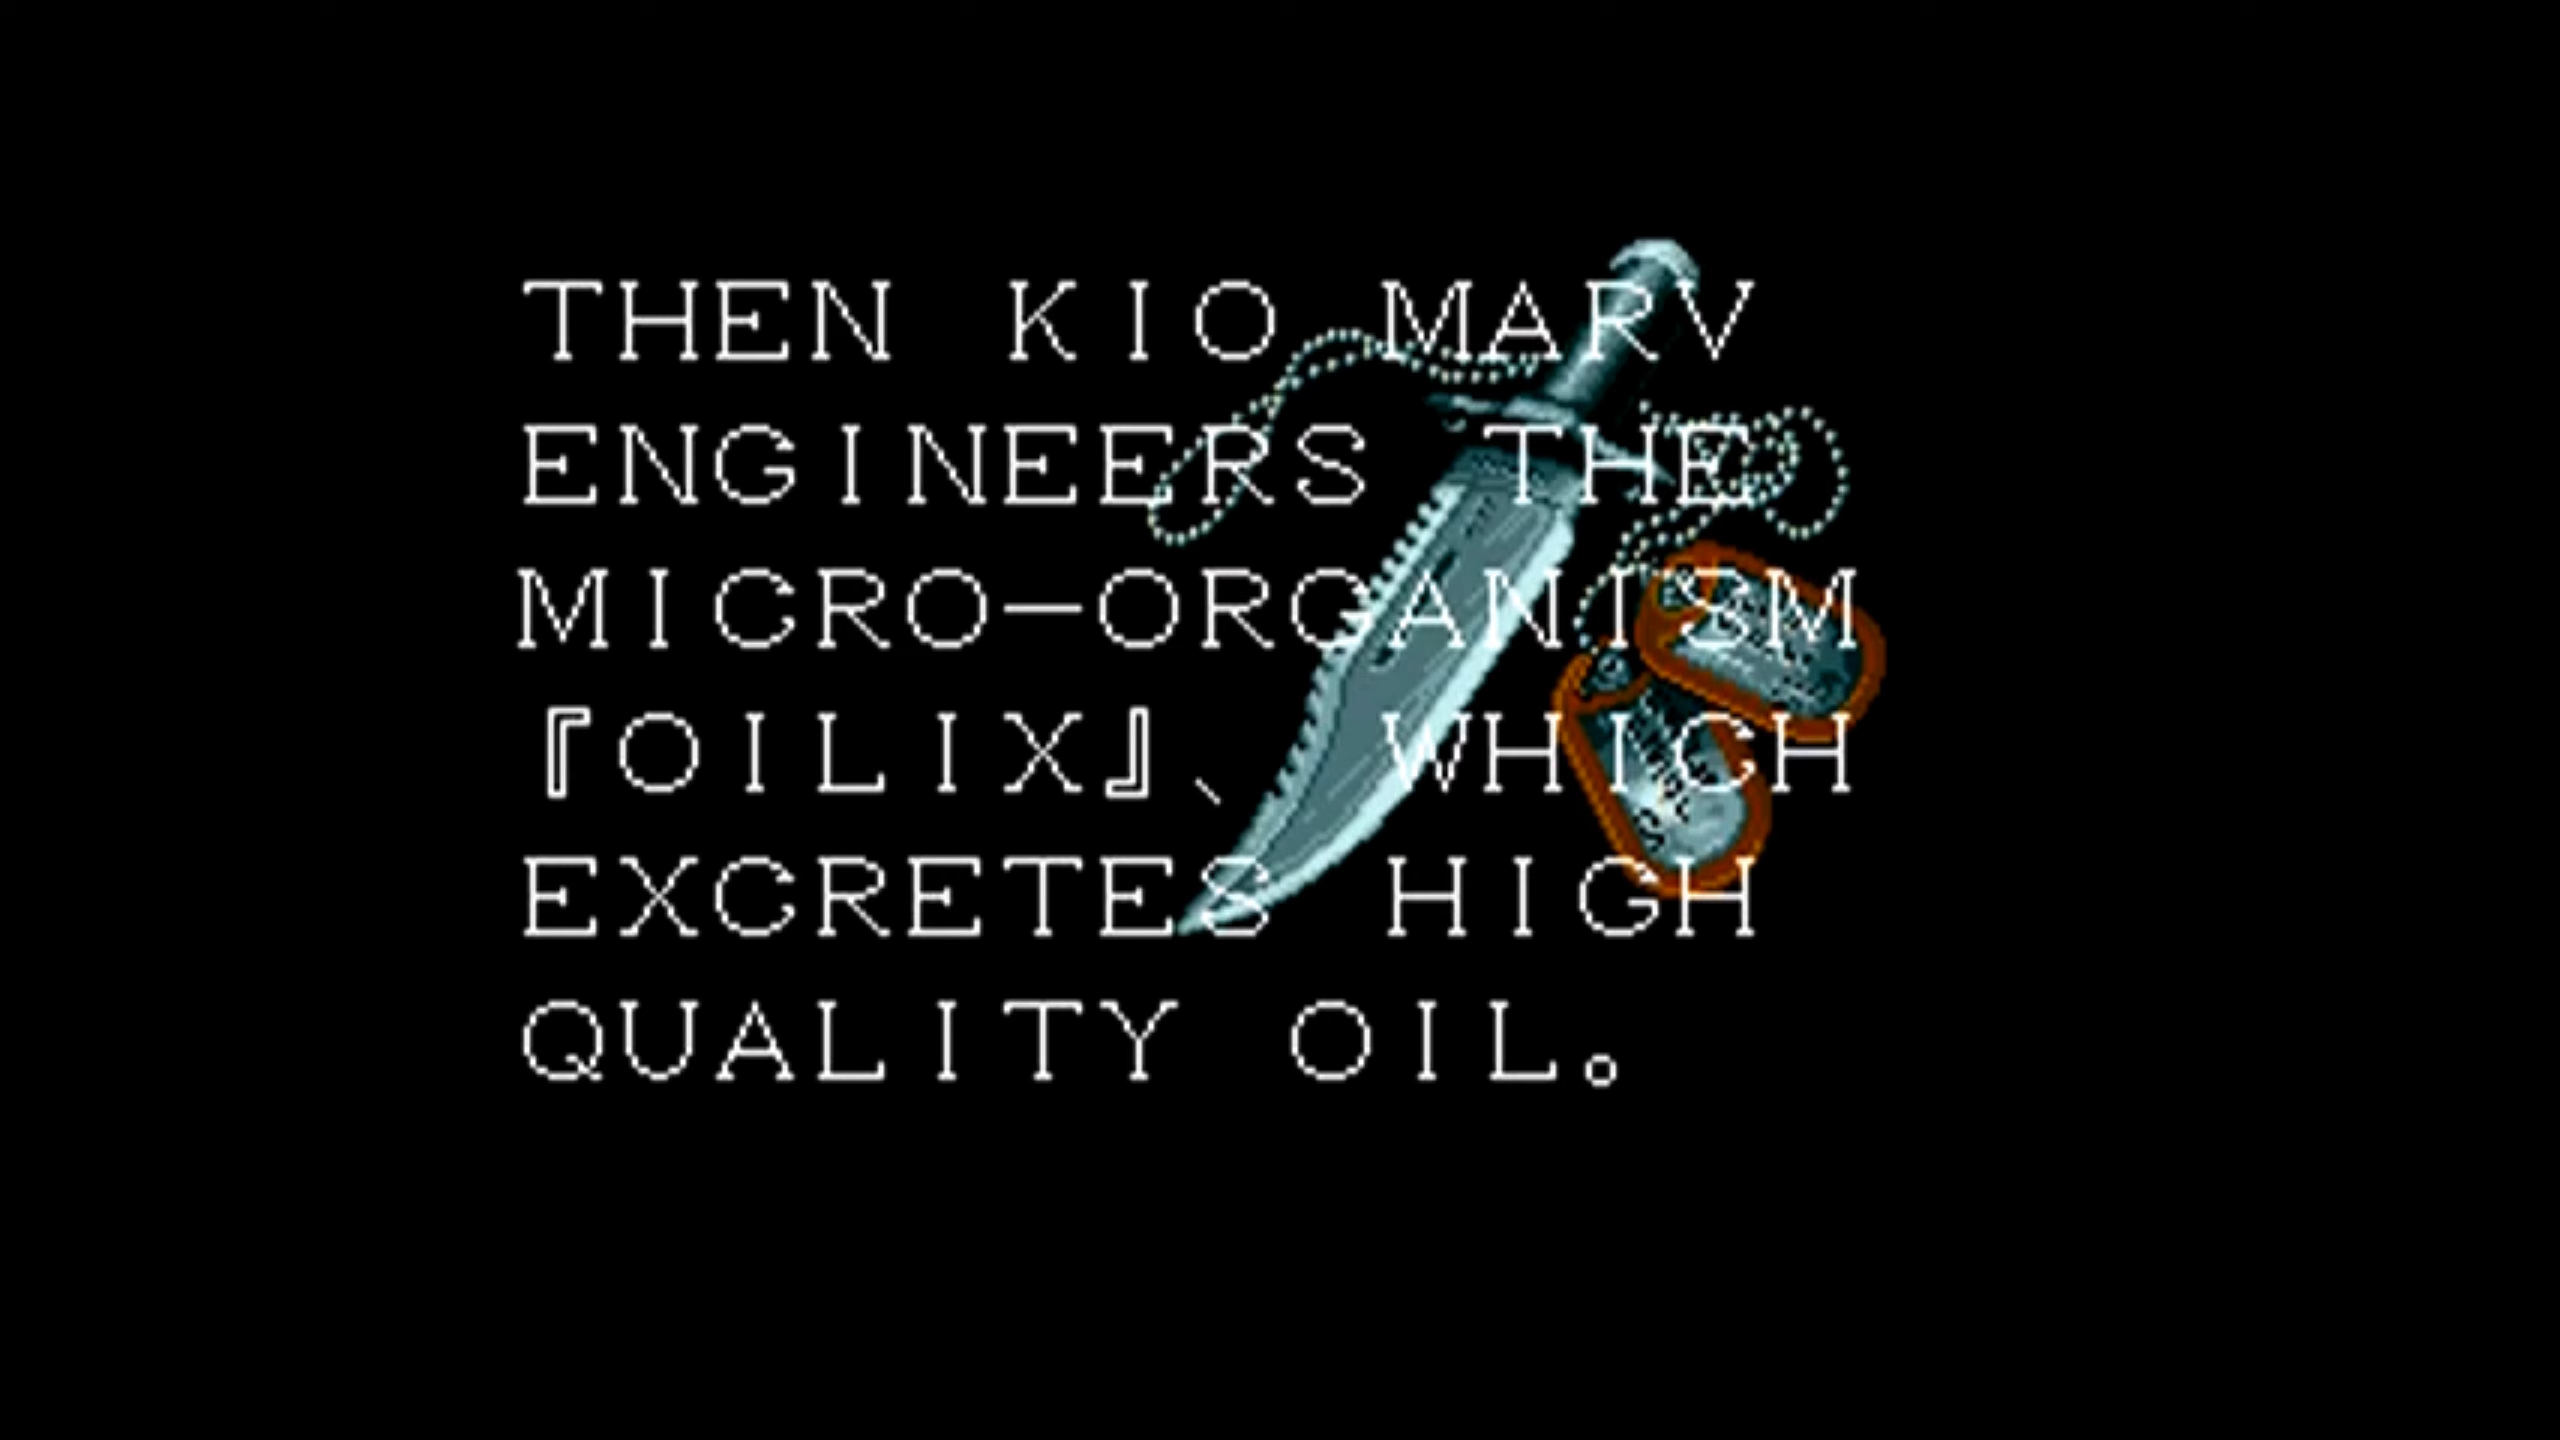 THEN KIO MARV
ENGINEERS THE
MICRO—ORGANISM
『OILIX』、 WHICH
EXCRETES HIGH
QUALITY OIL。